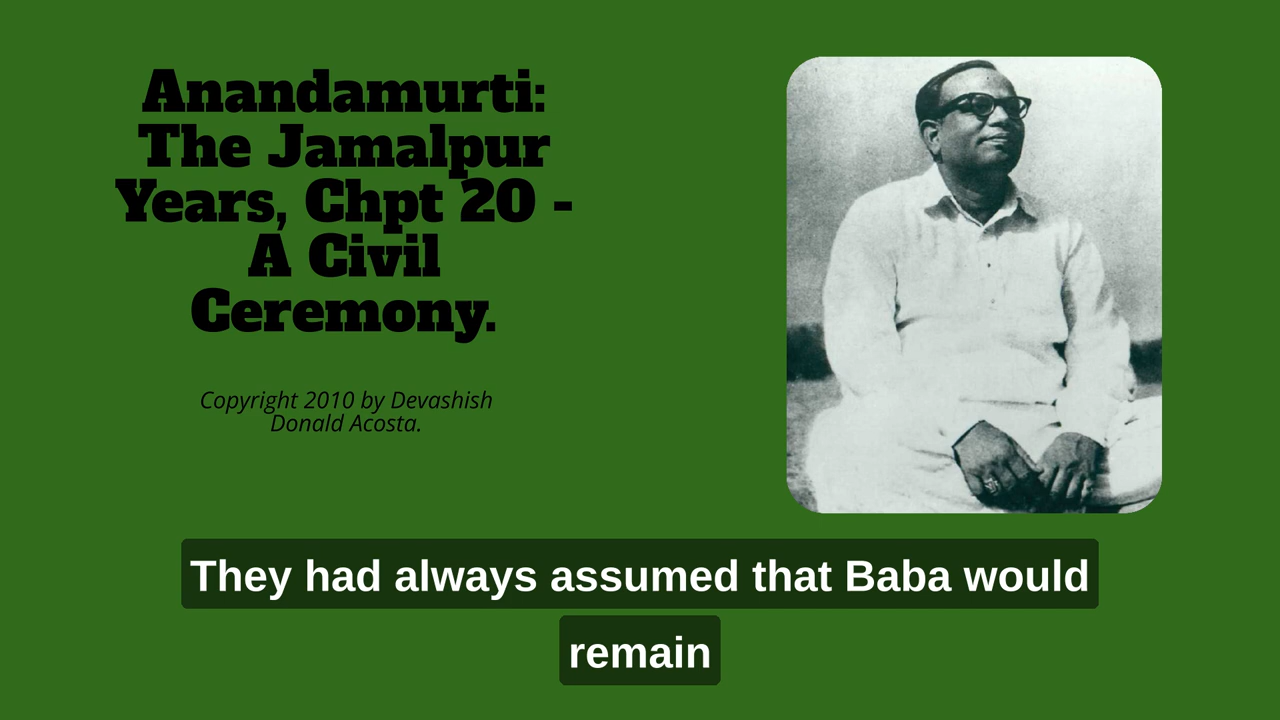 Anandamurti:
The Jamalpur
Years, Chpt 20 -
A Civil
Ceremony.
Copyright 2010 by Devashish
Donald Acosta.
They had always assumed that Baba would
remain